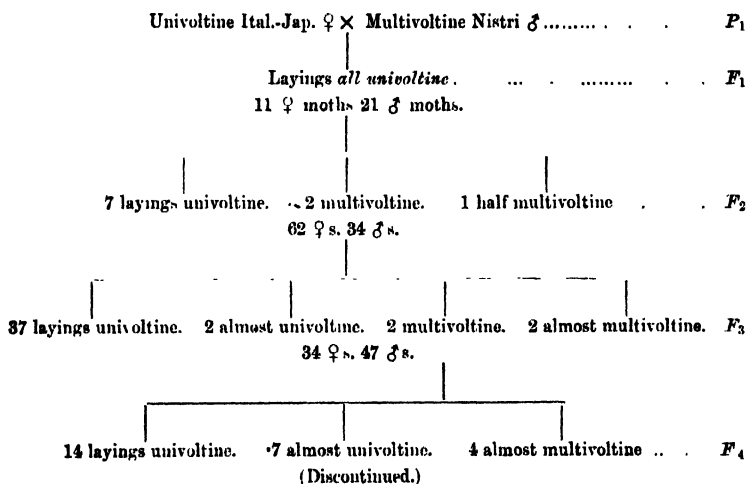 Univoltine Ital.-Jap. ♀ × Multivoltine Nistri ♂ ......... . . . P₁
Layings all univoltine . ... . ......... . . F₁
11 ♀ moths 21 ♂ moths.
7 layings univoltine. 2 multivoltine. 1 half multivoltine . . F₂
62 ♀s. 34 ♂s.
37 layings univoltine. 2 almost univoltine. 2 multivoltine. 2 almost multivoltine. F₃
34 ♀s. 47 ♂s.
14 layings univoltine. 7 almost univoltine. 4 almost multivoltine .. . F₄
(Discontinued.)